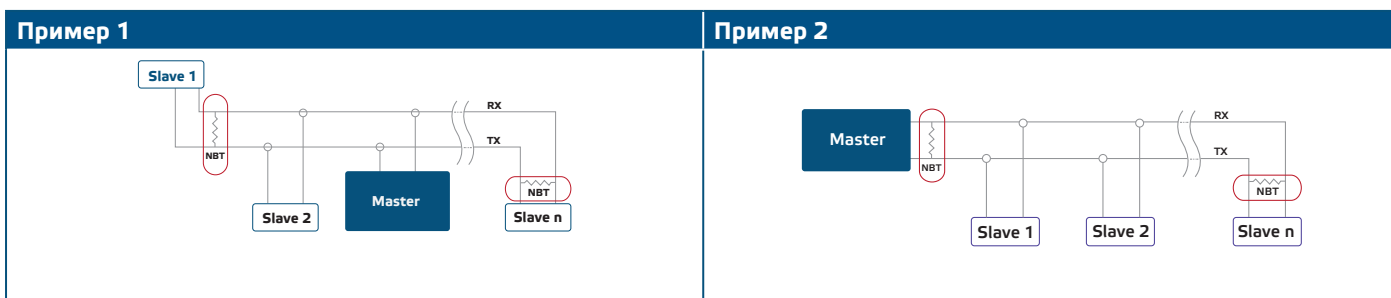 Пример 1
Slave 1
RX
TX
NBT
NBT
Master
Slave 2
Slave n
Пример 2
RX
Master
TX
NBT
NBT
Slave 1
Slave 2
Slave n